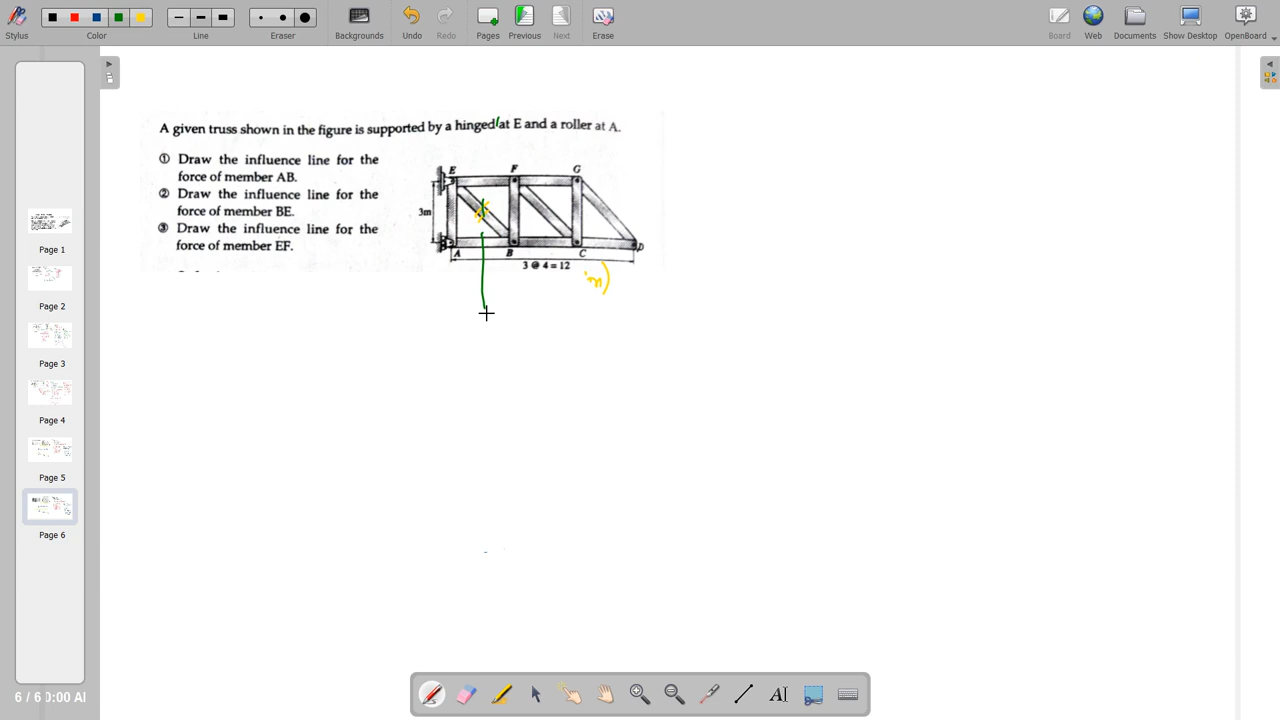 Color Line Eraser Backgrounds Undo Redo Pages Previous Next Erase
Stylus
Board Web Documents Show Desktop OpenBoard
Page 1
Page 2
Page 3
Page 4
Page 5
Page 6
6 / 6
A given truss shown in the figure is supported by a hinged at E and a roller at A.
① Draw the influence line for the
force of member AB.
② Draw the influence line for the
force of member BE.
③ Draw the influence line for the
force of member EF.
E F G
3m
A B C D
3 @ 4 = 12